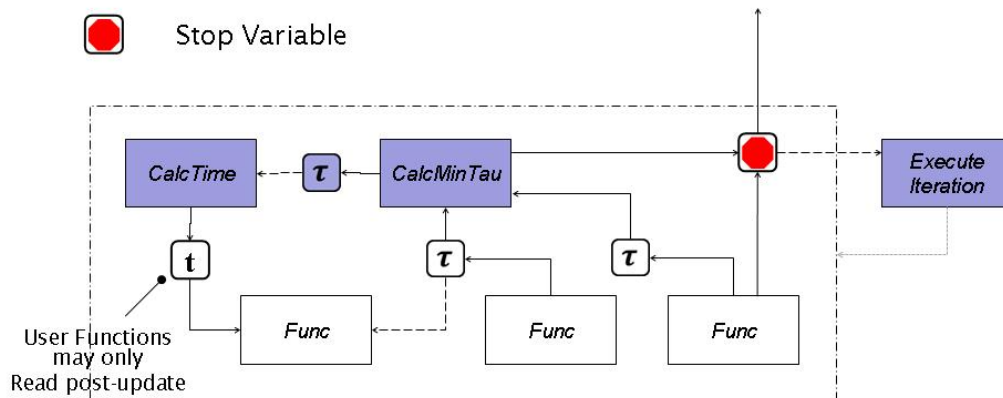 Stop Variable
CalcTime
τ
CalcMinTau
Execute
Iteration
t
τ
τ
Func
Func
Func
User Functions
may only
Read post-update